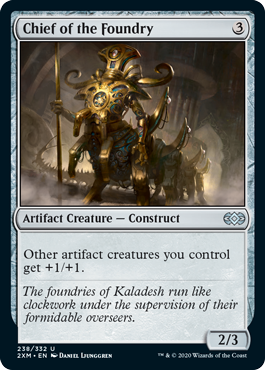 Chief of the Foundry 3
Artifact Creature — Construct
Other artifact creatures you control
get +1/+1.
The foundries of Kaladesh run like
clockwork under the supervision of their
formidable overseers.
2/3
238/332 U
2XM • EN Daniel Ljunggren
™ & © 2020 Wizards of the Coast